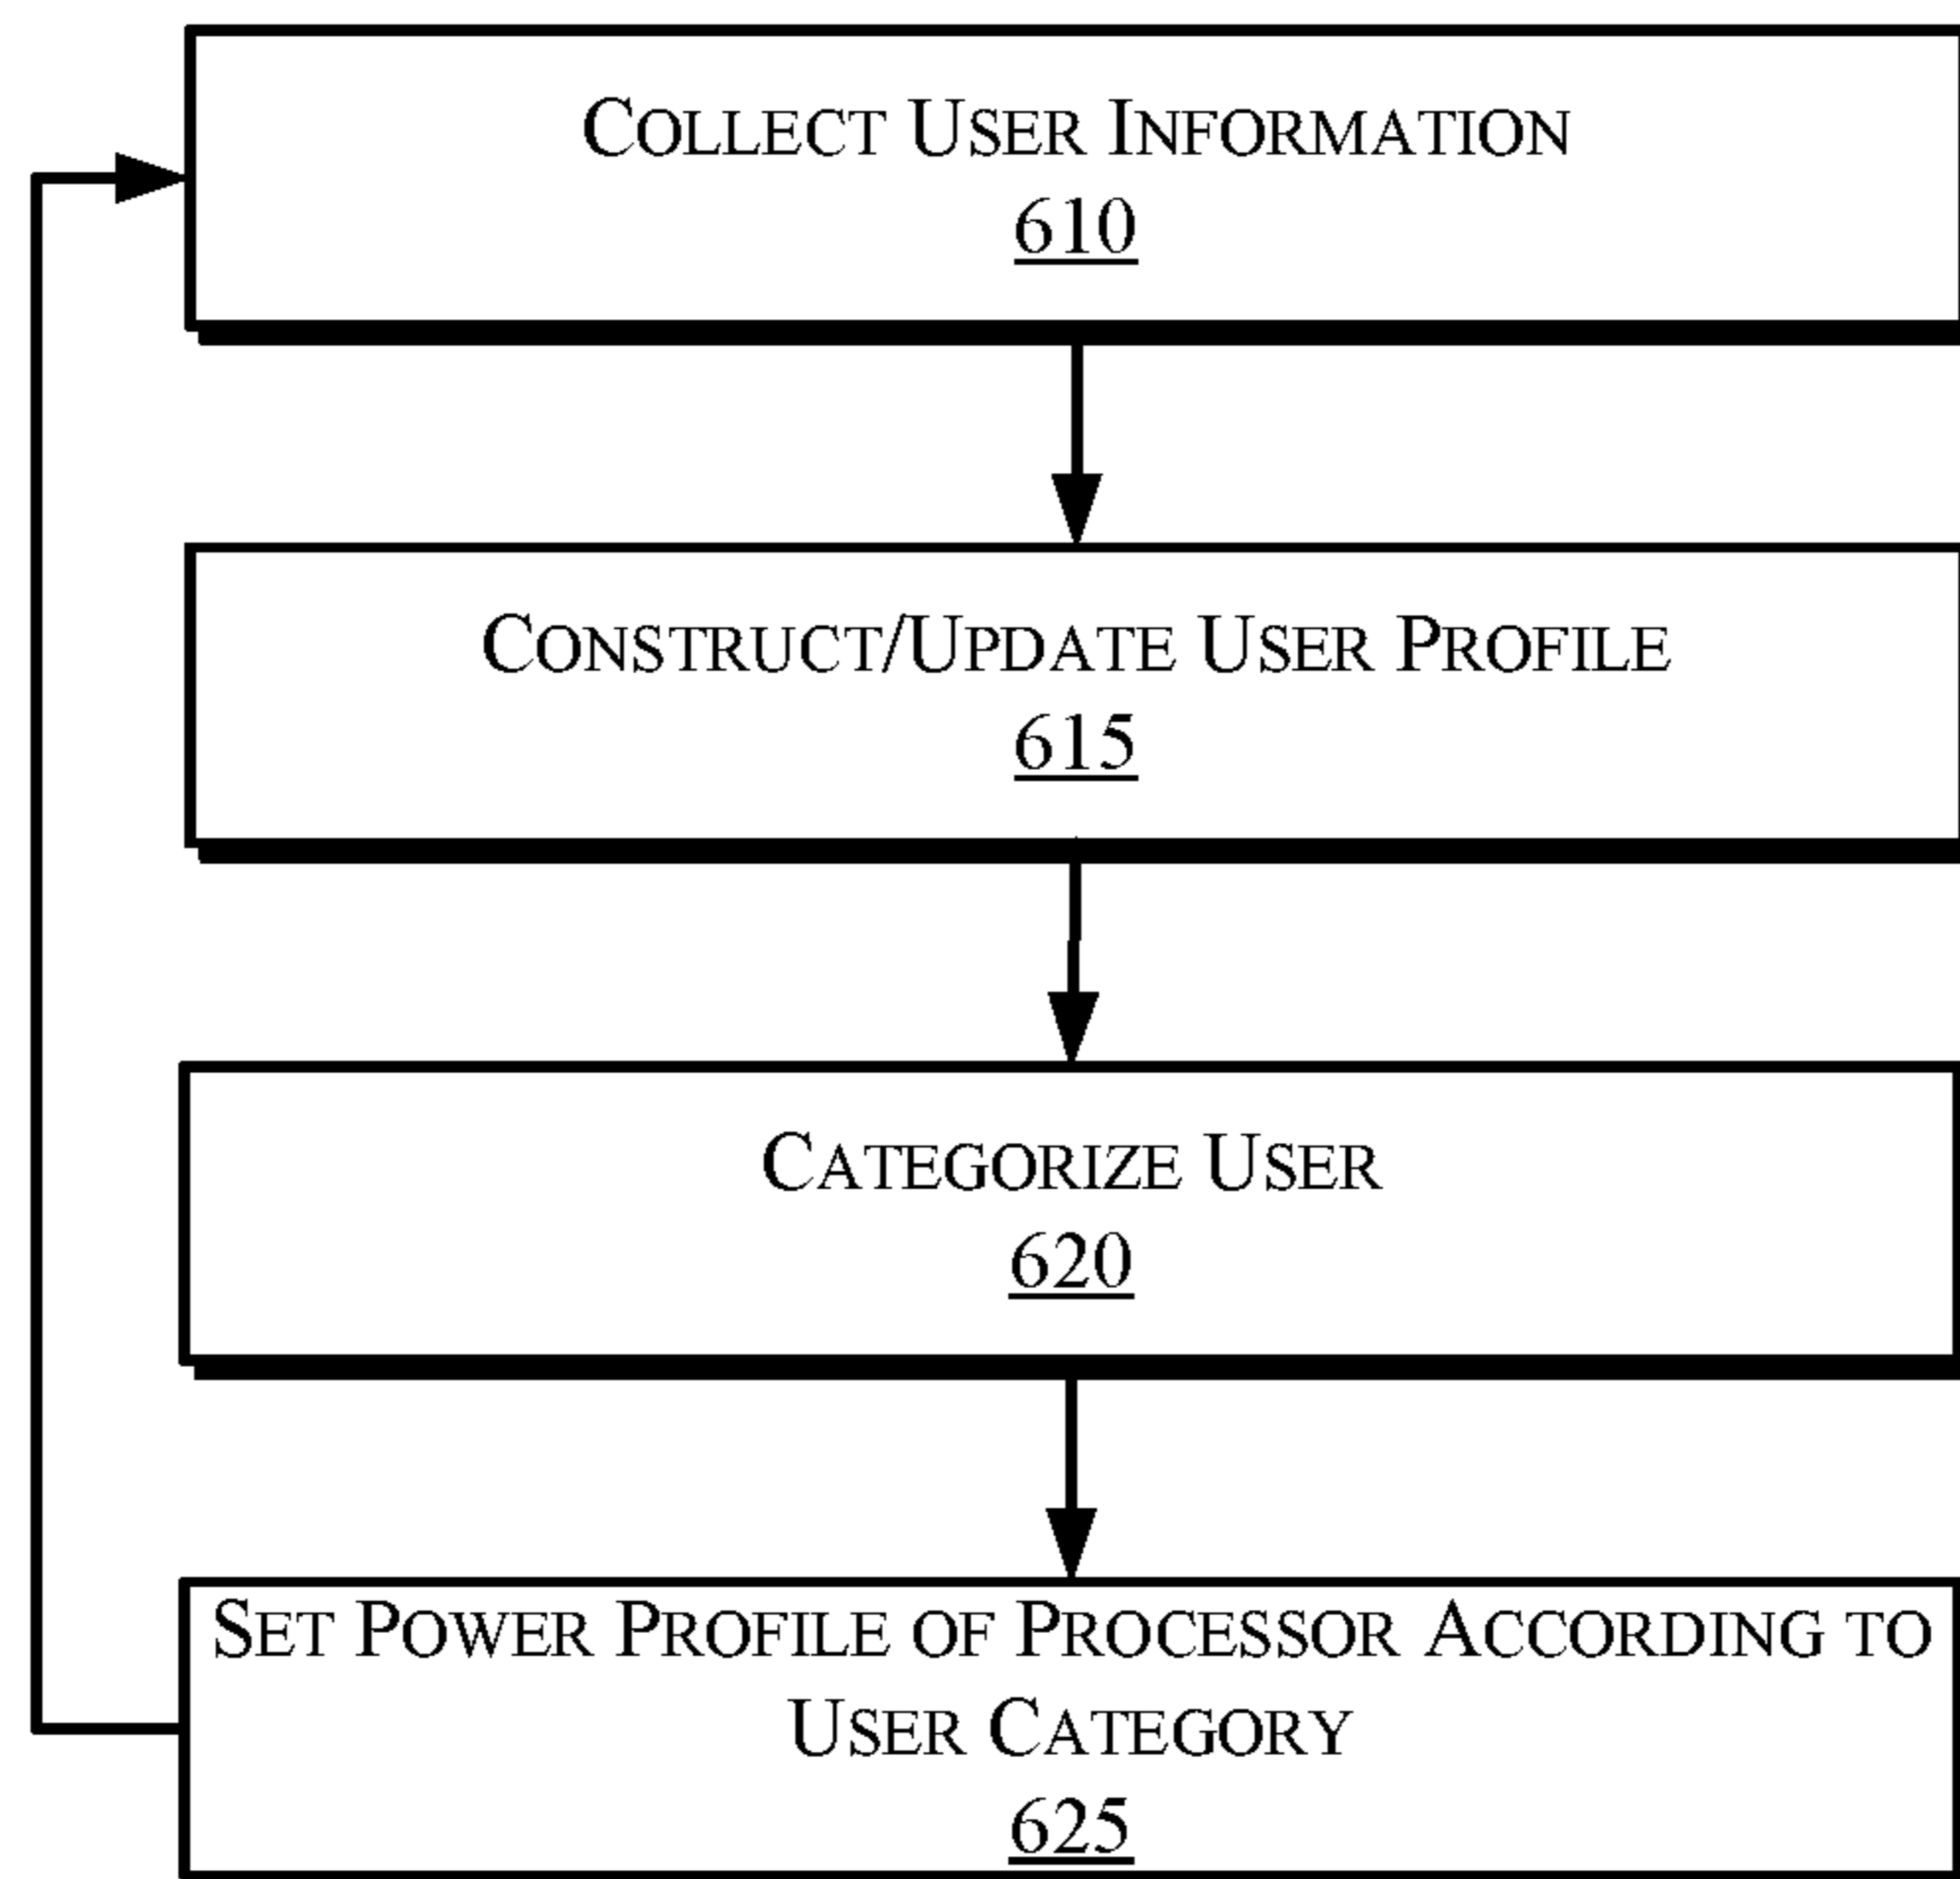 COLLECT USER INFORMATION
610
CONSTRUCT/UPDATE USER PROFILE
615
CATEGORIZE USER
620
SET POWER PROFILE OF PROCESSOR ACCORDING TO
USER CATEGORY
625